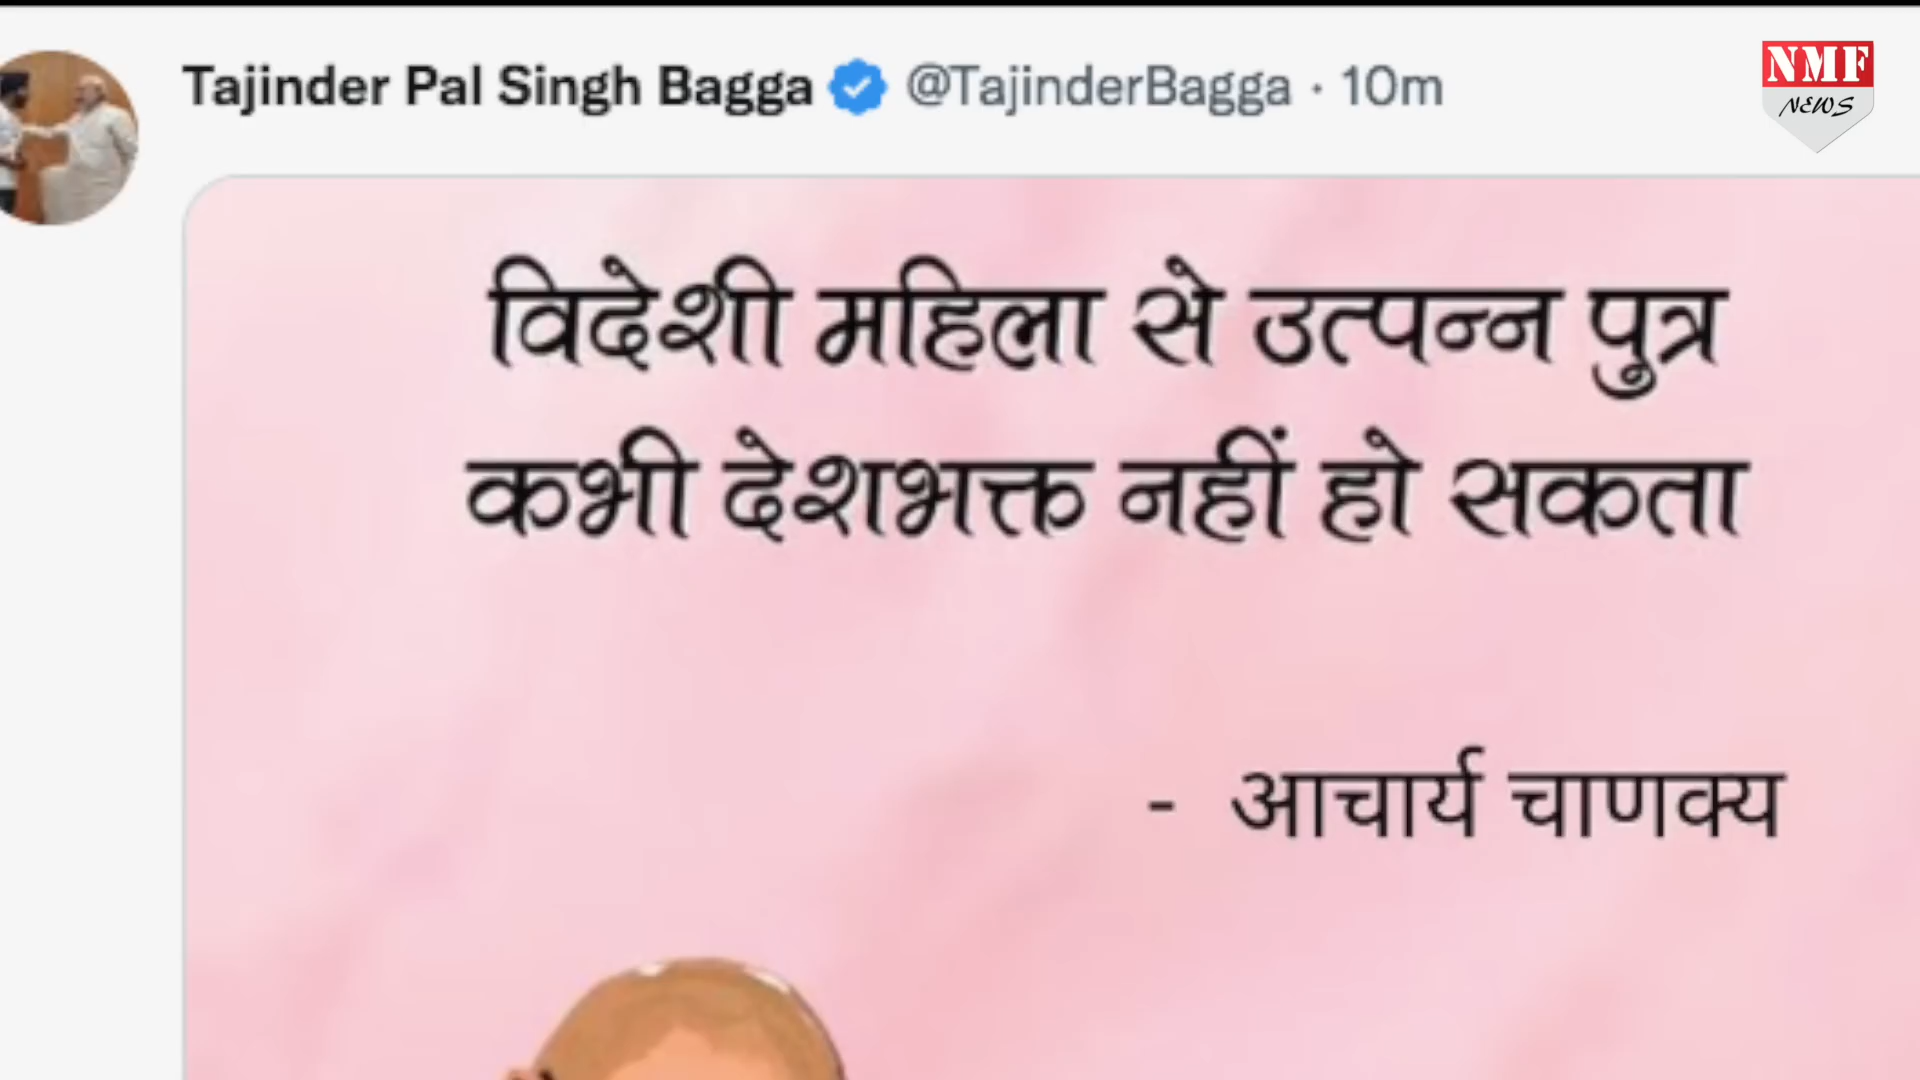 Tajinder Pal Singh Bagga @TajinderBagga · 10m
NMF
NEWS
विदेशी महिला से उत्पन्न पुत्र
कभी देशभक्त नहीं हो सकता
- आचार्य चाणक्य